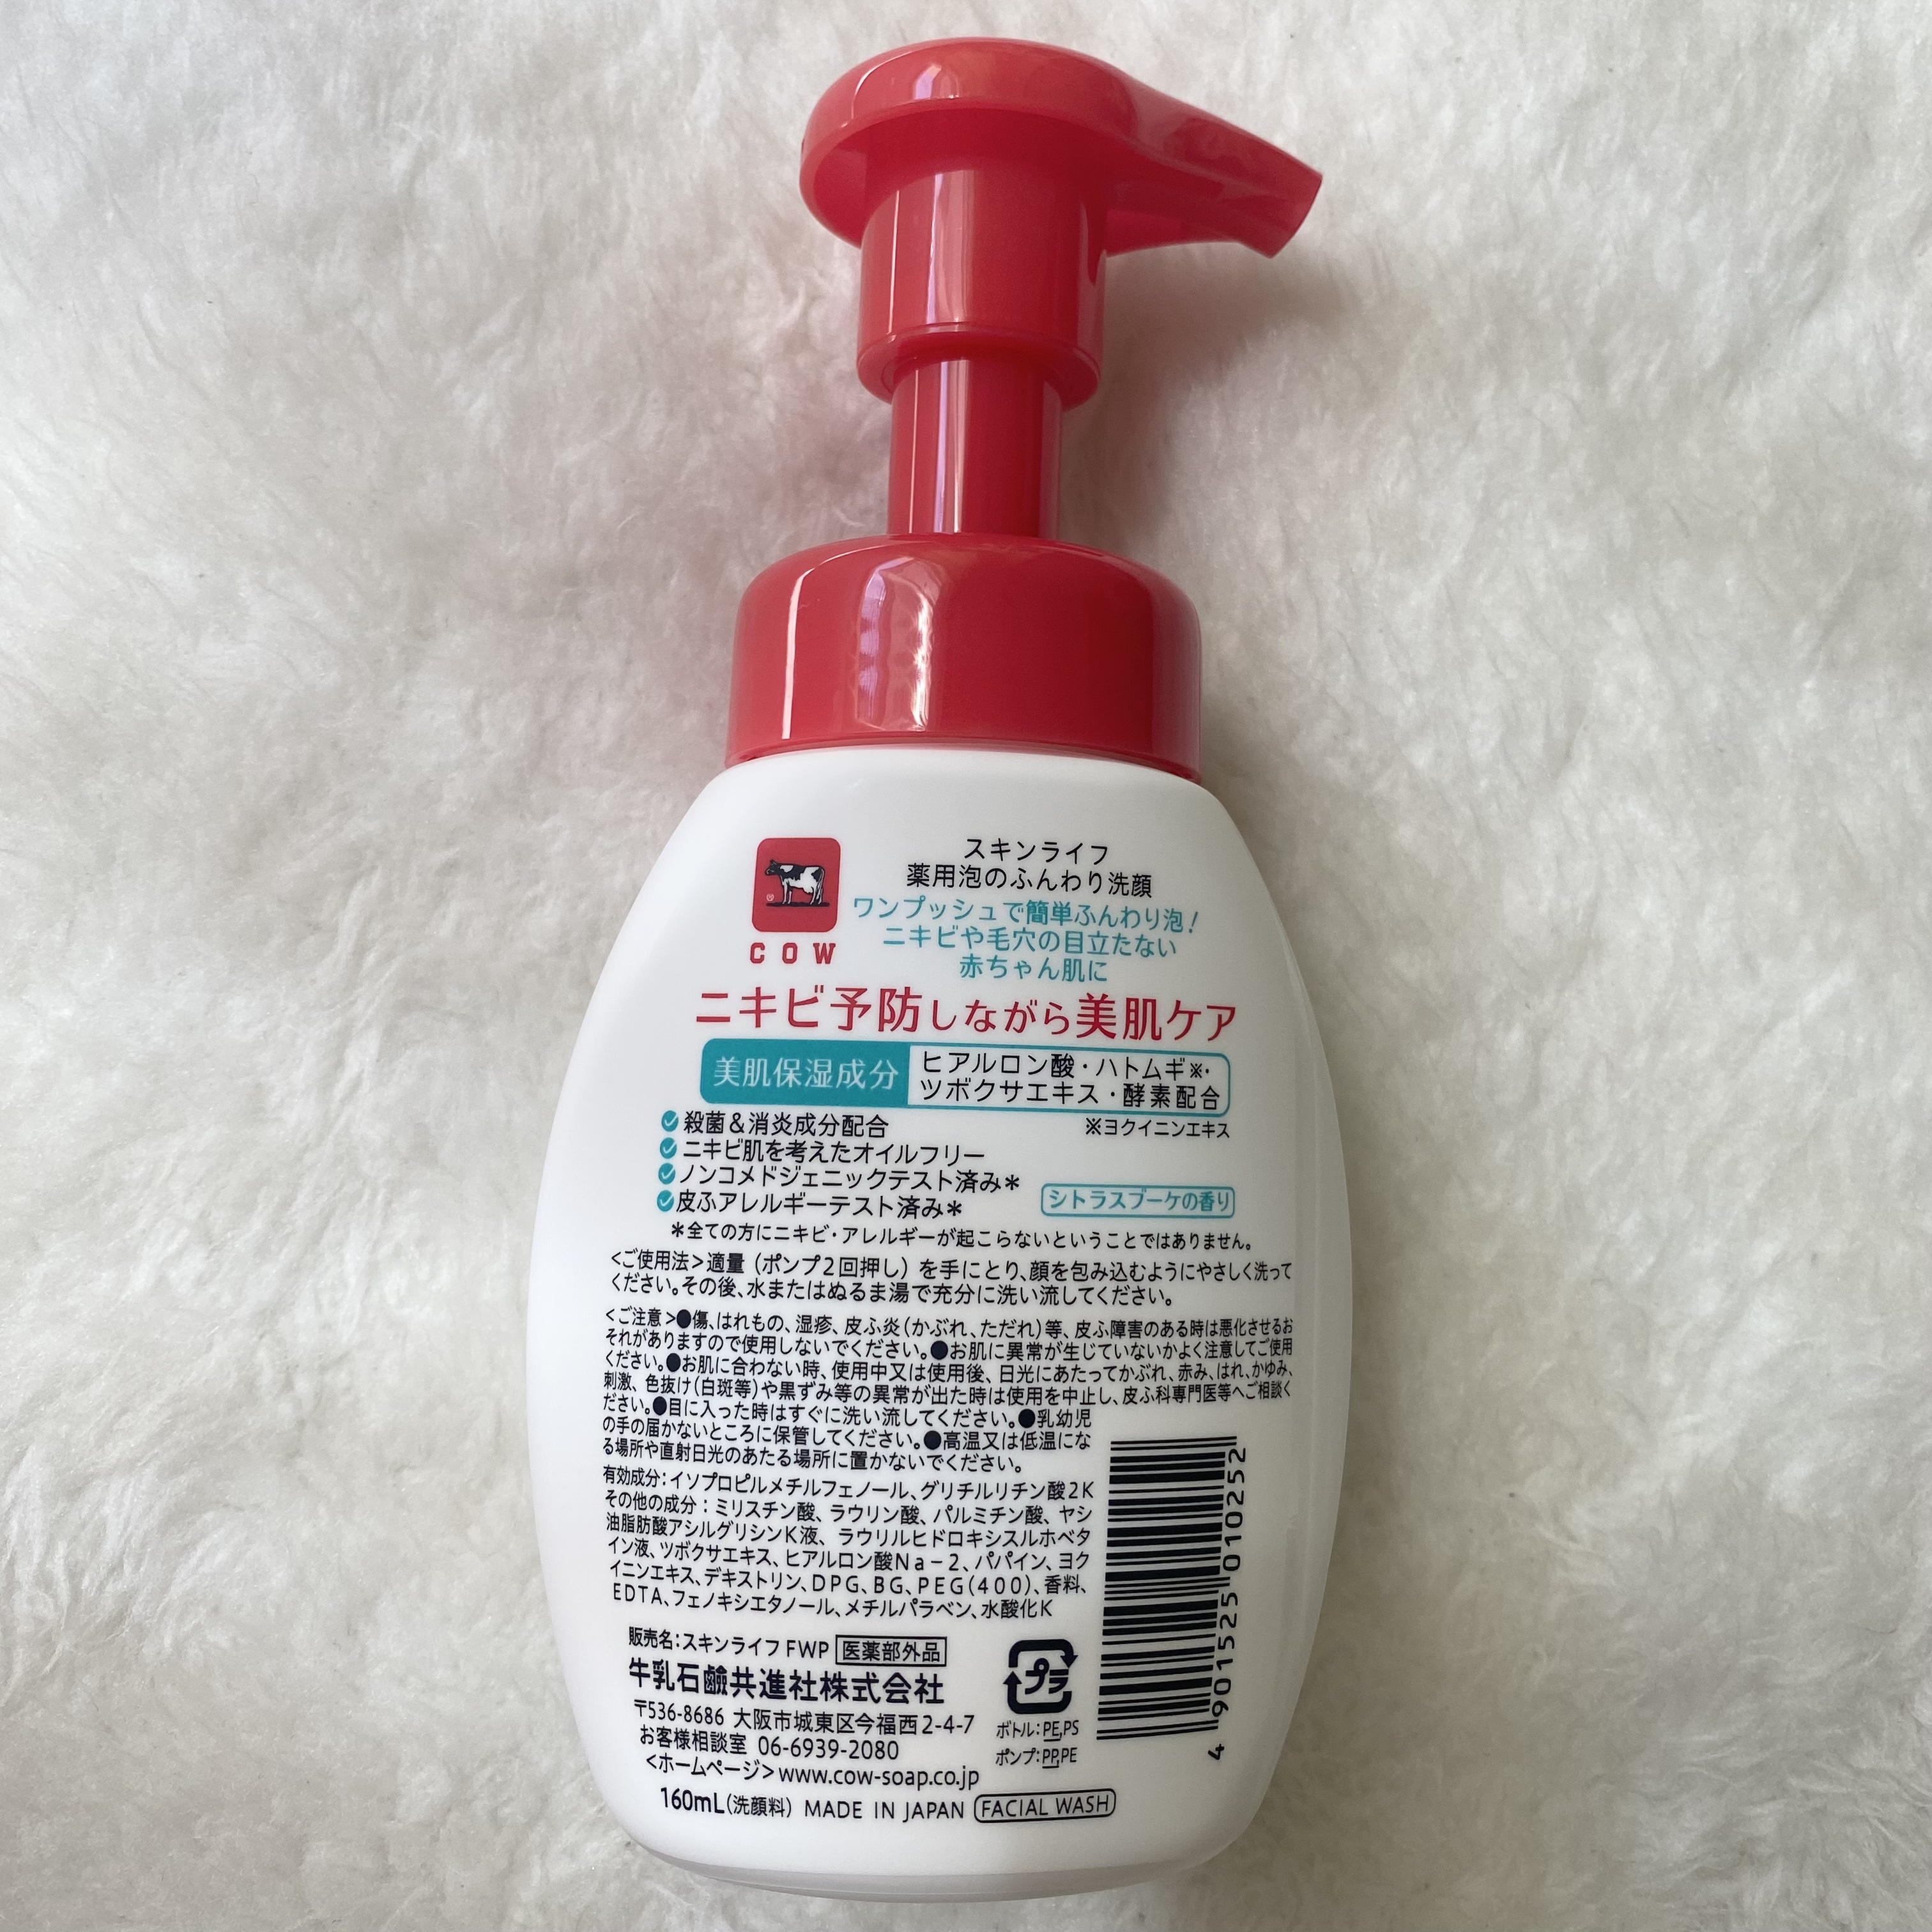 COW
スキンライフ
薬用泡のふんわり洗顔
ワンプッシュで簡単ふんわり泡!
ニキビや毛穴の目立たない
赤ちゃん肌に
ニキビ予防しながら美肌ケア
美肌保湿成分
ヒアルロン酸・ハトムギ※・
ツボクサエキス・酵素配合
※ヨクイニンエキス
殺菌&消炎成分配合
ニキビ肌を考えたオイルフリー
ノンコメドジェニックテスト済み*
皮ふアレルギーテスト済み*
シトラスブーケの香り
*全ての方にニキビ・アレルギーが起こらないということではありません。
<ご使用法>適量(ポンプ2回押し)を手にとり、顔を包み込むようにやさしく洗って
ください。その後、水またはぬるま湯で充分に洗い流してください。
<ご注意>●傷、はれもの、湿疹、皮ふ炎(かぶれ、ただれ)等、皮ふ障害のある時は悪化させるお
それがありますので使用しないでください。●お肌に異常が生じていないかよく注意してご使用
ください。●お肌に合わない時、使用中又は使用後、日光にあたってかぶれ、赤み、はれ、かゆみ、
刺激、色抜け(白斑等)や黒ずみ等の異常が出た時は使用を中止し、皮ふ科専門医等へご相談く
ださい。●目に入った時はすぐに洗い流してください。●乳幼児
の手の届かないところに保管してください。●高温又は低温にな
る場所や直射日光のあたる場所に置かないでください。
有効成分:イソプロピルメチルフェノール、グリチルリチン酸2K
その他の成分:ミリスチン酸、ラウリン酸、パルミチン酸、ヤシ
油脂肪酸アシルグリシンK液、ラウリルヒドロキシスルホベタ
イン液、ツボクサエキス、ヒアルロン酸Na-2、パパイン、ヨク
イニンエキス、デキストリン、DPG、BG、PEG(400)、香料、
EDTA、フェノキシエタノール、メチルパラベン、水酸化K
販売名:スキンライフ FWP 医薬部外品
牛乳石鹼共進社株式会社
〒536-8686 大阪市城東区今福西2-4-7
お客様相談室 06-6939-2080
<ホームページ>www.cow-soap.co.jp
160mL(洗顔料) MADE IN JAPAN FACIAL WASH
プラ
ボトル:PE,PS
ポンプ:PP,PE
4 901525 010252